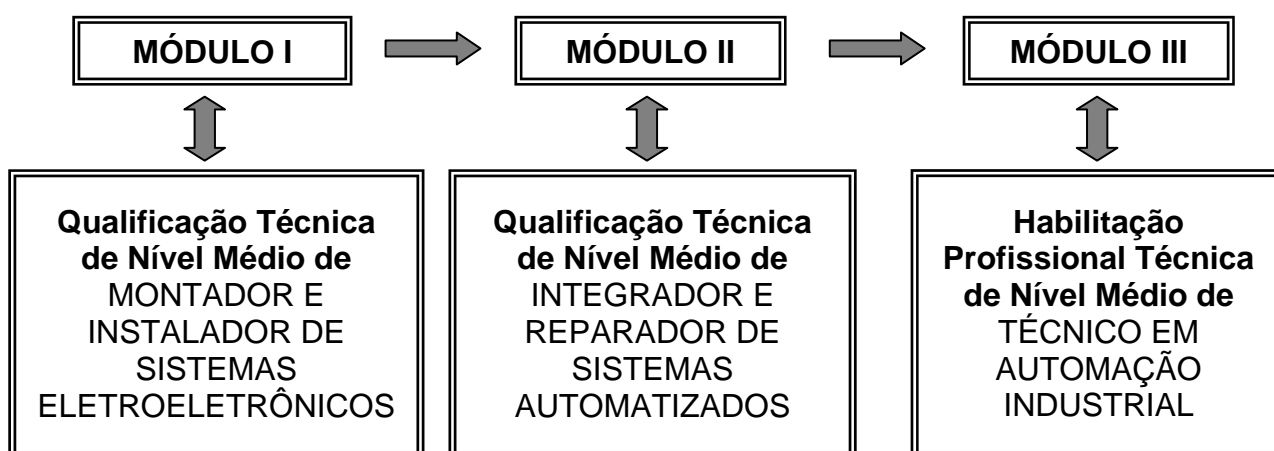 MÓDULO I
MÓDULO II
MÓDULO III
Qualificação Técnica
de Nível Médio de
MONTADOR E
INSTALADOR DE
SISTEMAS
ELETROELETRÔNICOS
Qualificação Técnica
de Nível Médio de
INTEGRADOR E
REPARADOR DE
SISTEMAS
AUTOMATIZADOS
Habilitação
Profissional Técnica
de Nível Médio de
TÉCNICO EM
AUTOMAÇÃO
INDUSTRIAL